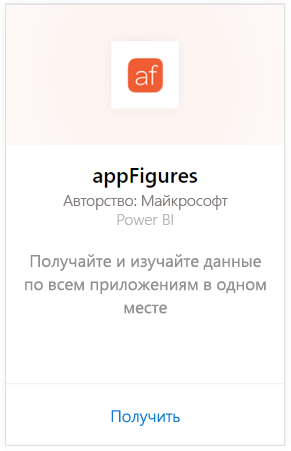 af
appFigures
Авторство: Майкрософт
Power BI
Получайте и изучайте данные
по всем приложениям в одном
месте
Получить